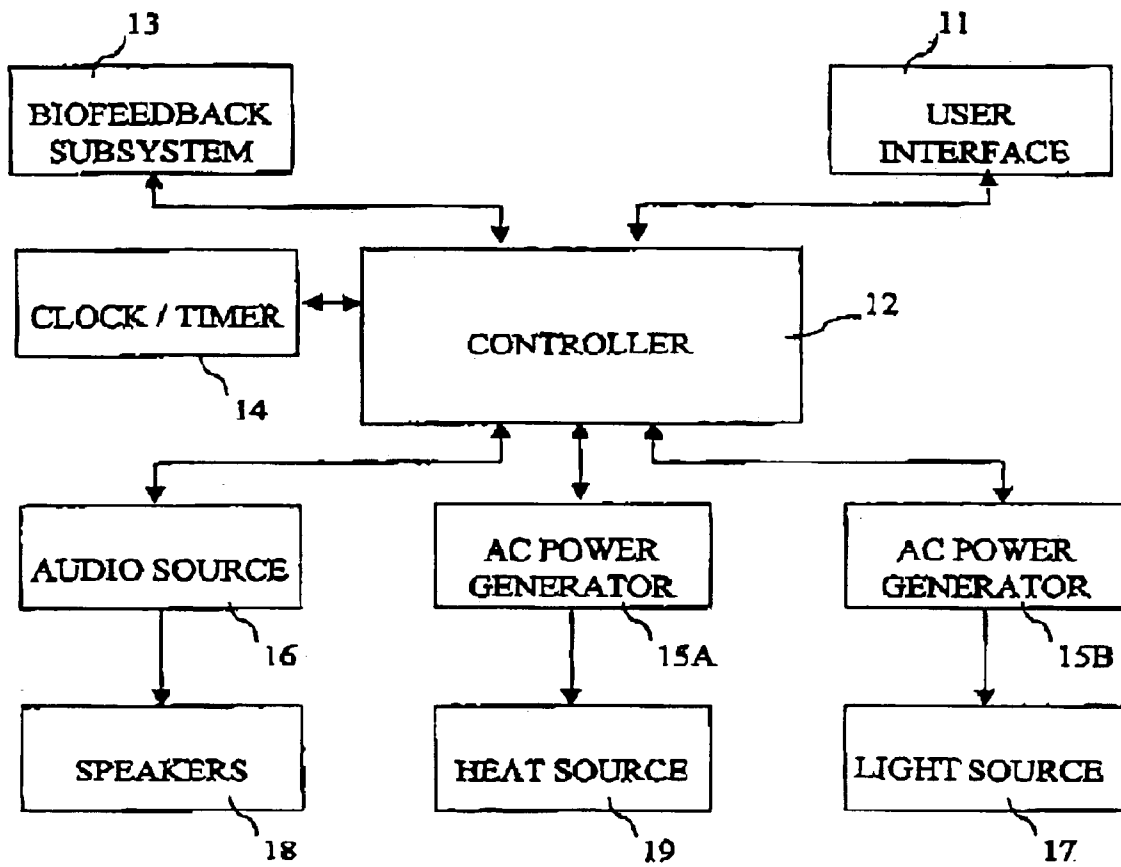 13
11
BIOFEEDBACK
SUBSYSTEM
USER
INTERFACE
CLOCK / TIMER
14
CONTROLLER
12
AUDIO SOURCE
16
AC POWER
GENERATOR
15A
AC POWER
GENERATOR
15B
SPEAKERS
18
HEAT SOURCE
19
LIGHT SOURCE
17